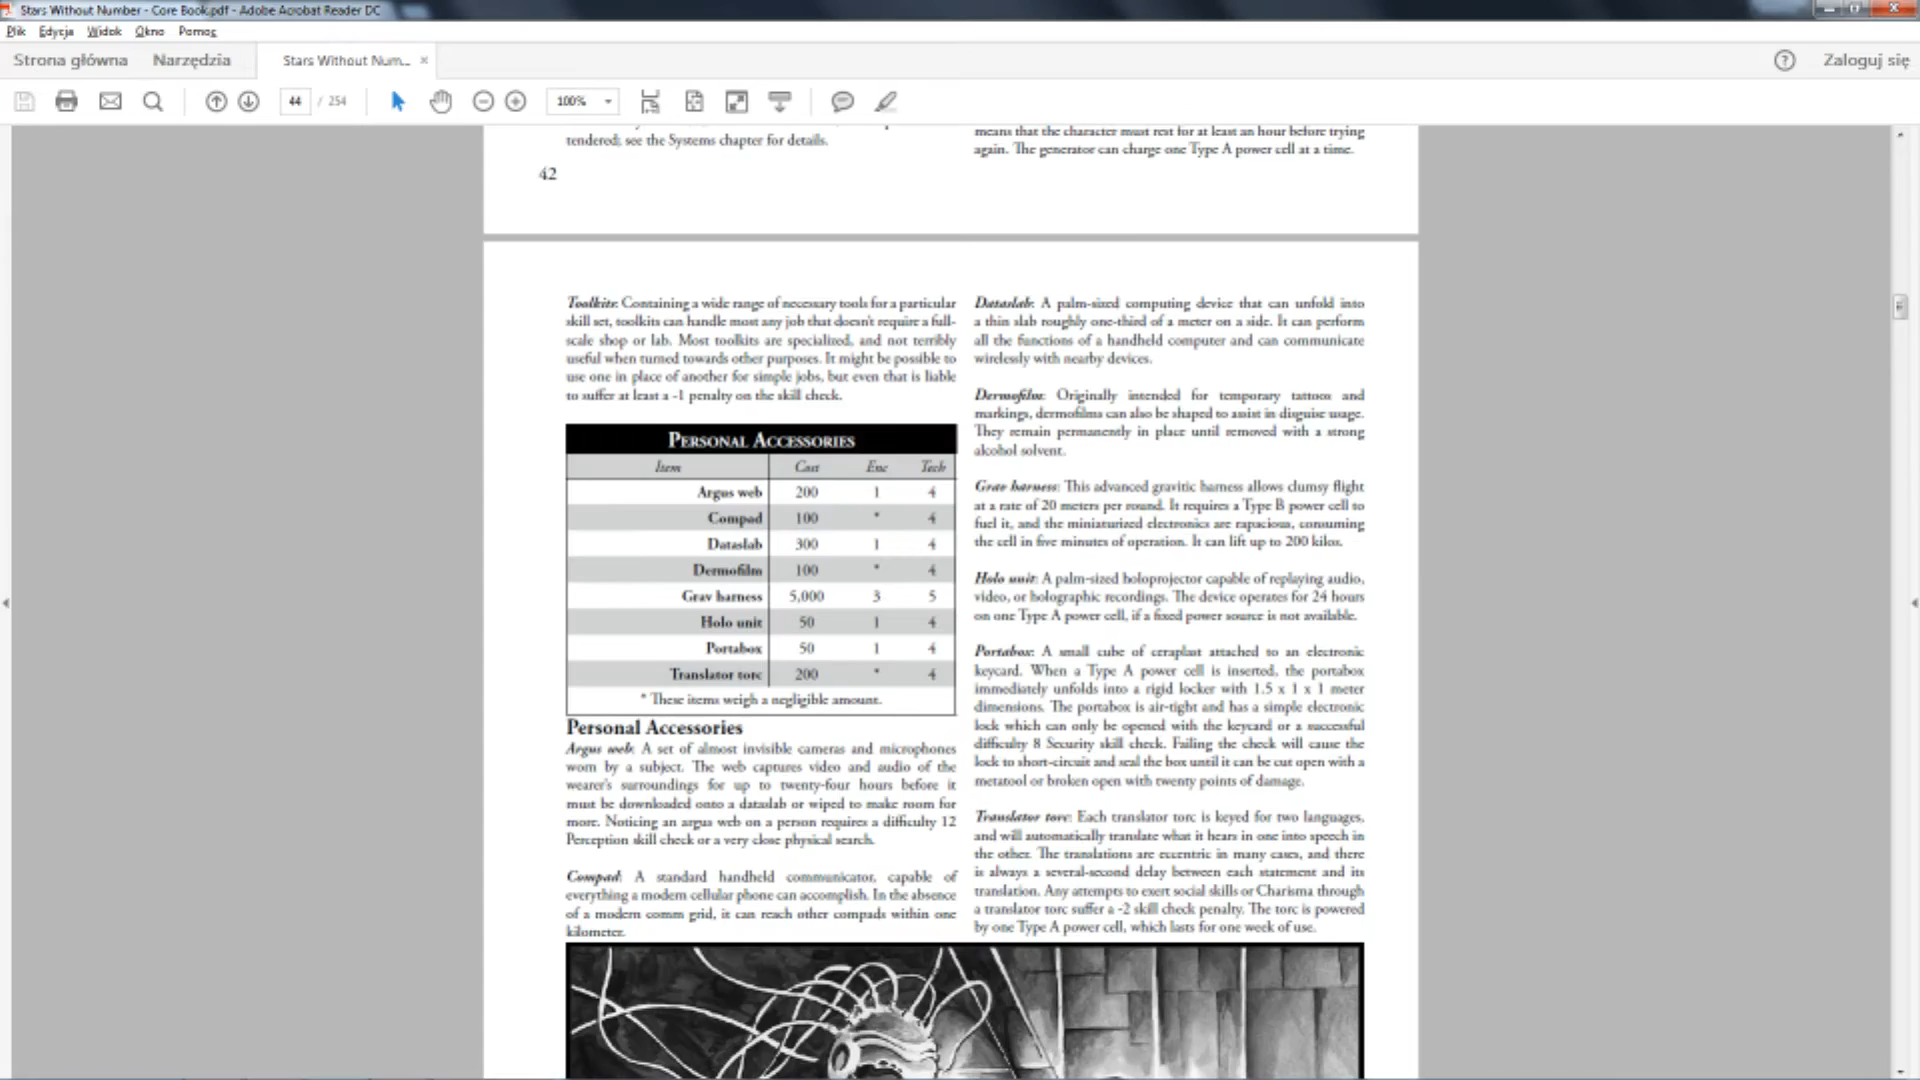 Stars Without Number - Core Book.pdf - Adobe Acrobat Reader DC
Plik Edycja Widok Okno Pomoc
Strona główna Narzędzia Stars Without Num... × Zaloguj się
44 / 254 100%
tendered; see the Systems chapter for details.
42
means that the character must rest for at least an hour before trying
again. The generator can charge one Type A power cell at a time.
Toolkits: Containing a wide range of necessary tools for a particular
skill set, toolkits can handle most any job that doesn't require a full-
scale shop or lab. Most toolkits are specialized, and not terribly
useful when turned towards other purposes. It might be possible to
use one in place of another for simple jobs, but even that is liable
to suffer at least a -1 penalty on the skill check.
Personal Accessories
Item Cost Enc Tech
Argus web 200 1 4
Compad 100 * 4
Dataslab 300 1 4
Dermofilm 100 * 4
Grav harness 5,000 3 5
Holo unit 50 1 4
Portabox 50 1 4
Translator torc 200 * 4
* These items weigh a negligible amount.
Personal Accessories
Argus web: A set of almost invisible cameras and microphones
worn by a subject. The web captures video and audio of the
wearer's surroundings for up to twenty-four hours before it
must be downloaded onto a dataslab or wiped to make room for
more. Noticing an argus web on a person requires a difficulty 12
Perception skill check or a very close physical search.
Compad: A standard handheld communicator, capable of
everything a modern cellular phone can accomplish. In the absence
of a modern comm grid, it can reach other compads within one
kilometer.
Dataslab: A palm-sized computing device that can unfold into
a thin slab roughly one-third of a meter on a side. It can perform
all the functions of a handheld computer and can communicate
wirelessly with nearby devices.
Dermofilm: Originally intended for temporary tattoos and
markings, dermofilms can also be shaped to assist in disguise usage.
They remain permanently in place until removed with a strong
alcohol solvent.
Grav harness: This advanced gravitic harness allows clumsy flight
at a rate of 20 meters per round. It requires a Type B power cell to
fuel it, and the miniaturized electronics are rapacious, consuming
the cell in five minutes of operation. It can lift up to 200 kilos.
Holo unit: A palm-sized holoprojector capable of replaying audio,
video, or holographic recordings. The device operates for 24 hours
on one Type A power cell, if a fixed power source is not available.
Portabox: A small cube of ceraplast attached to an electronic
keycard. When a Type A power cell is inserted, the portabox
immediately unfolds into a rigid locker with 1.5 x 1 x 1 meter
dimensions. The portabox is air-tight and has a simple electronic
lock which can only be opened with the keycard or a successful
difficulty 8 Security skill check. Failing the check will cause the
lock to short-circuit and seal the box until it can be cut open with a
metatool or broken open with twenty points of damage.
Translator torc: Each translator torc is keyed for two languages,
and will automatically translate what it hears in one into speech in
the other. The translations are eccentric in many cases, and there
is always a several-second delay between each statement and its
translation. Any attempts to exert social skills or Charisma through
a translator torc suffer a -2 skill check penalty. The torc is powered
by one Type A power cell, which lasts for one week of use.